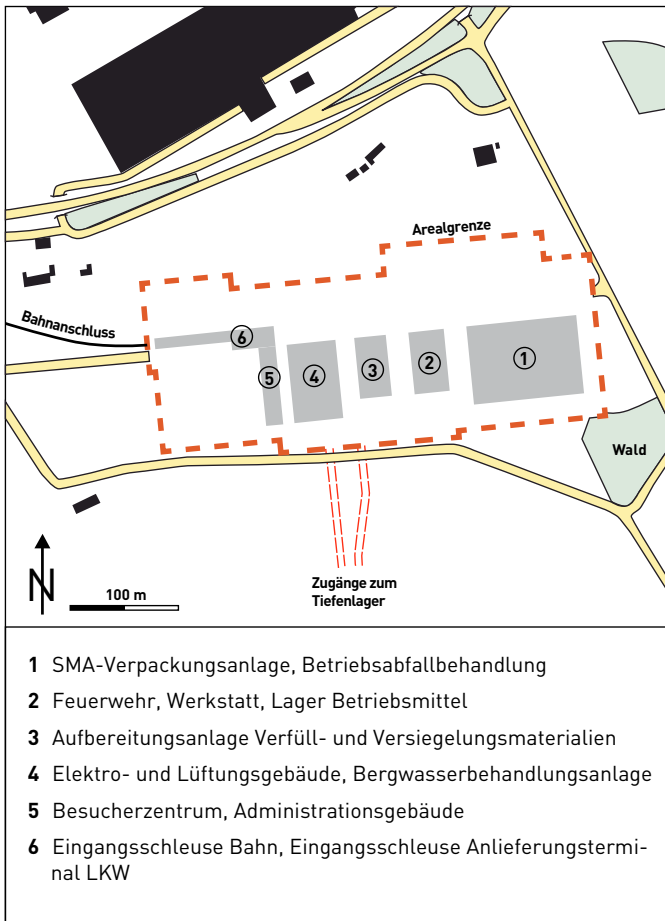 Arealgrenze
Bahnanschluss
6
5
4
3
2
1
Wald
N
100 m
Zugänge zum
Tiefenlager
1 SMA-Verpackungsanlage, Betriebsabfallbehandlung
2 Feuerwehr, Werkstatt, Lager Betriebsmittel
3 Aufbereitungsanlage Verfüll- und Versiegelungsmaterialien
4 Elektro- und Lüftungsgebäude, Bergwasserbehandlungsanlage
5 Besucherzentrum, Administrationsgebäude
6 Eingangsschleuse Bahn, Eingangsschleuse Anlieferungstermi-
nal LKW